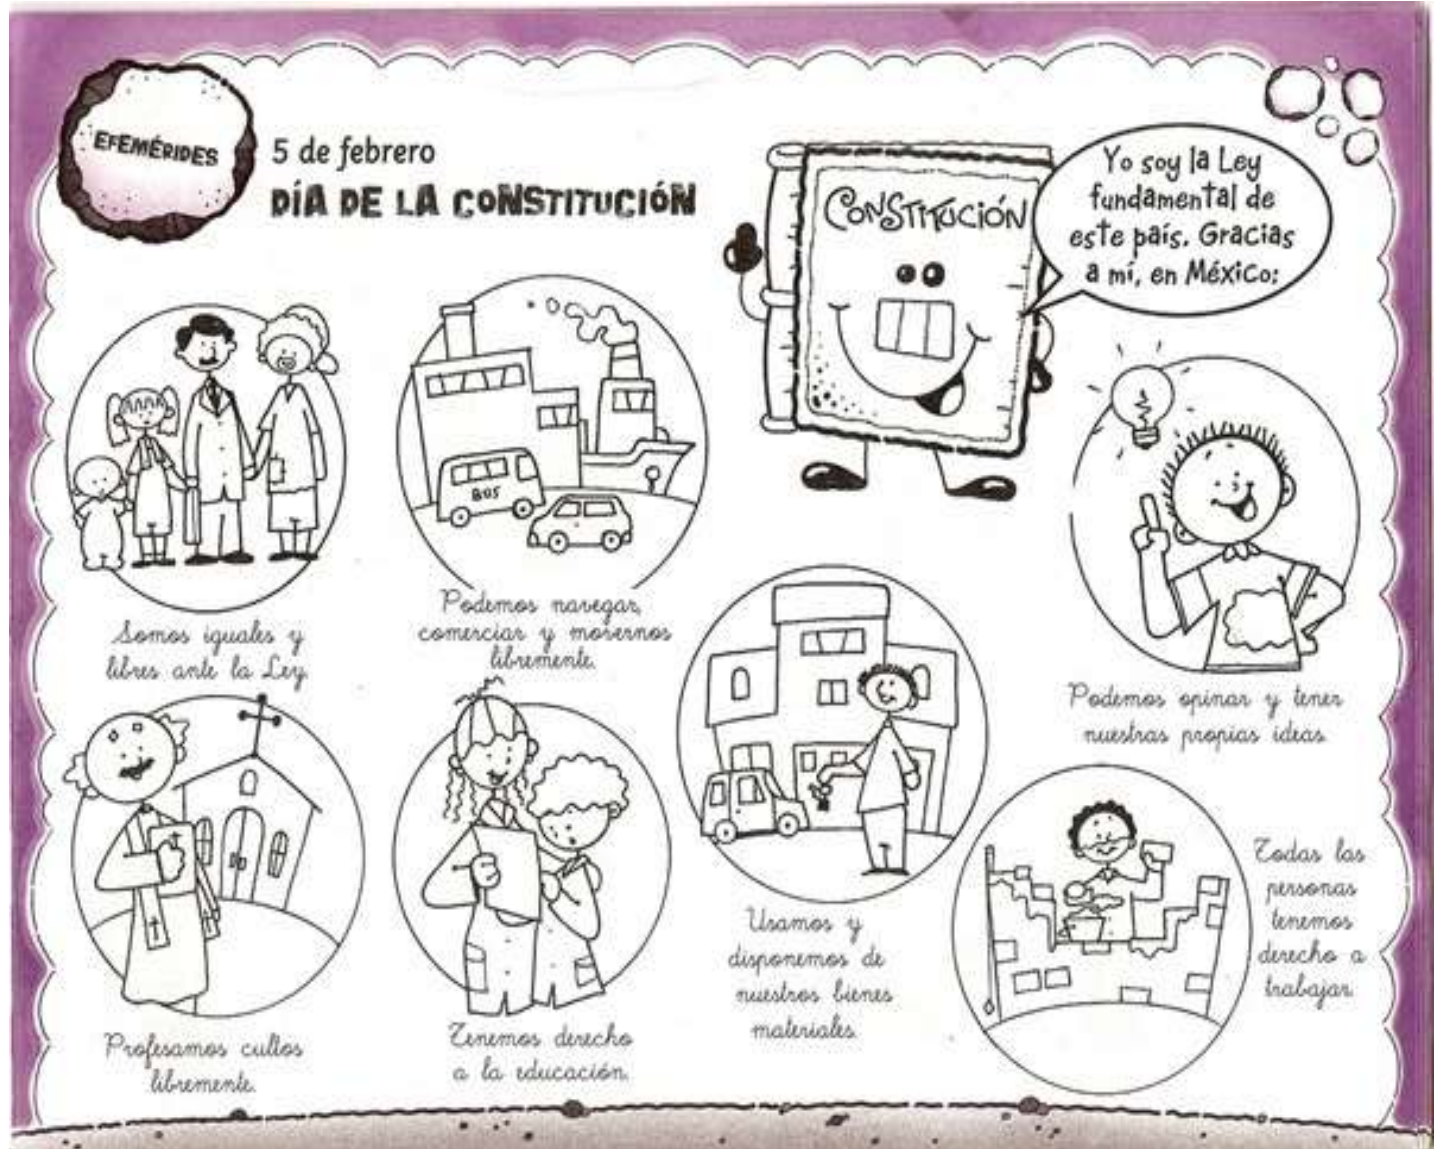 EFEMÉRIDES
5 de febrero
DÍA DE LA CONSTITUCIÓN
CONSTITUCIÓN
Yo soy la Ley
fundamental de
este país. Gracias
a mí, en México:
BUS
Somos iguales y
libres ante la Ley.
Podemos navegar,
comerciar y movernos
libremente.
Podemos opinar y tener
nuestras propias ideas.
Profesamos cultos
libremente.
Tenemos derecho
a la educación.
Usamos y
disponemos de
nuestros bienes
materiales.
Todas las
personas
tenemos
derecho a
trabajar.